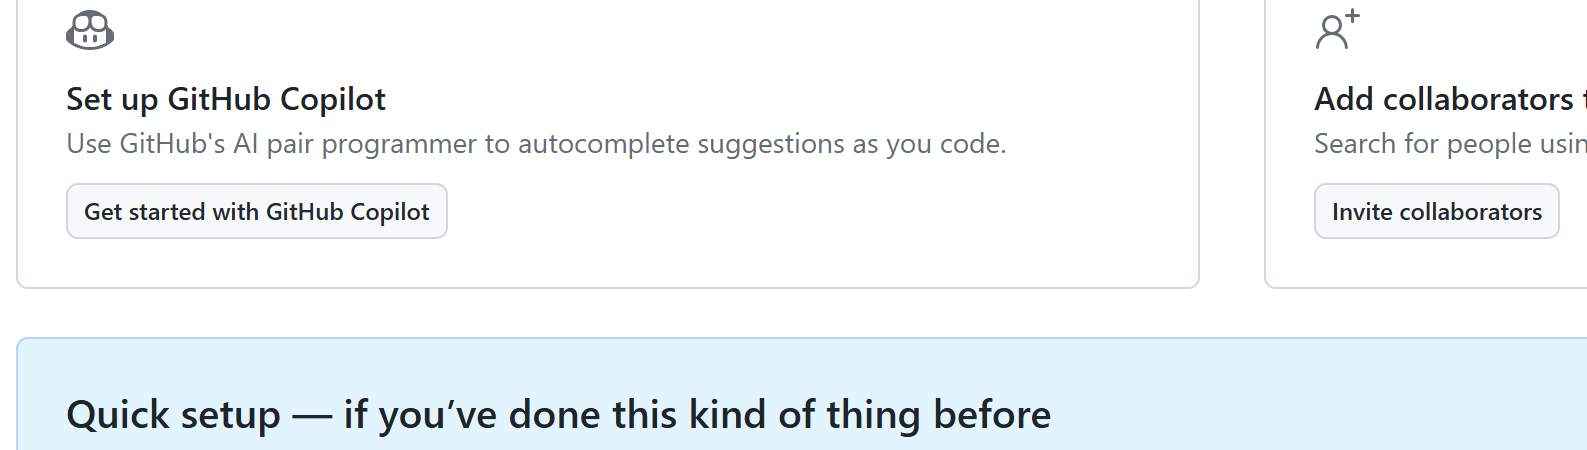 Set up GitHub Copilot
Use GitHub's AI pair programmer to autocomplete suggestions as you code.
Get started with GitHub Copilot
Add collaborators
Search for people
Invite collaborators
Quick setup — if you’ve done this kind of thing before